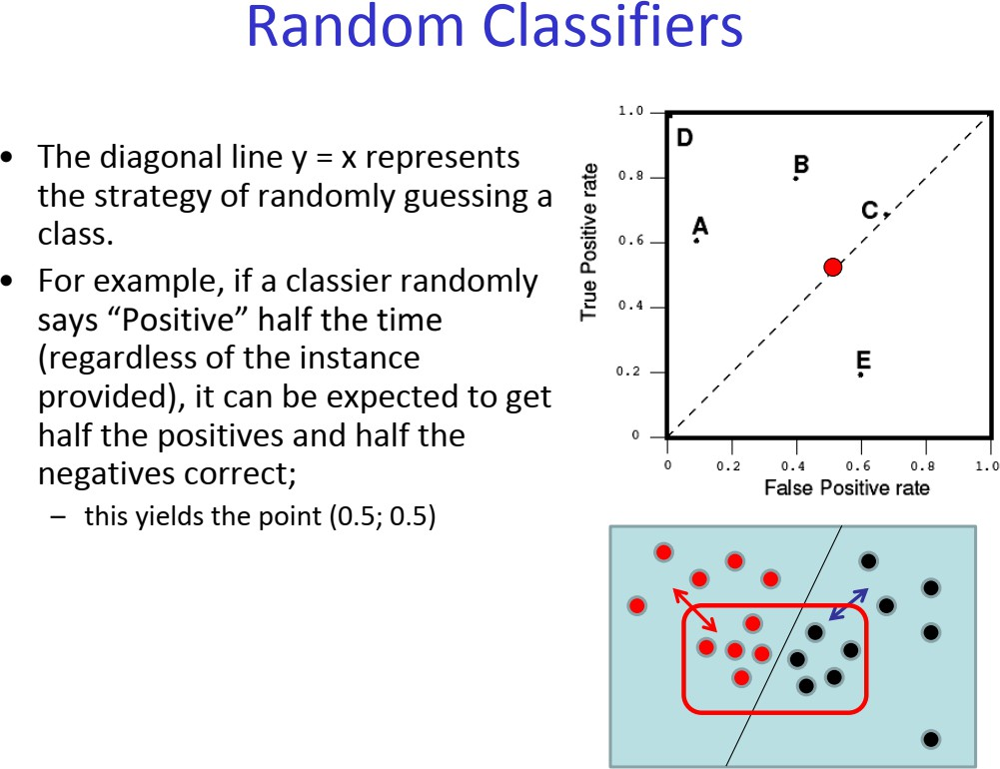 Random Classifiers
• The diagonal line y = x represents
the strategy of randomly guessing a
class.
• For example, if a classier randomly
says “Positive” half the time
(regardless of the instance
provided), it can be expected to get
half the positives and half the
negatives correct;
– this yields the point (0.5; 0.5)
True Positive rate
1.0
0.8
0.6
0.4
0.2
0
D
B
A
C
E
0 0.2 0.4 0.6 0.8 1.0
False Positive rate